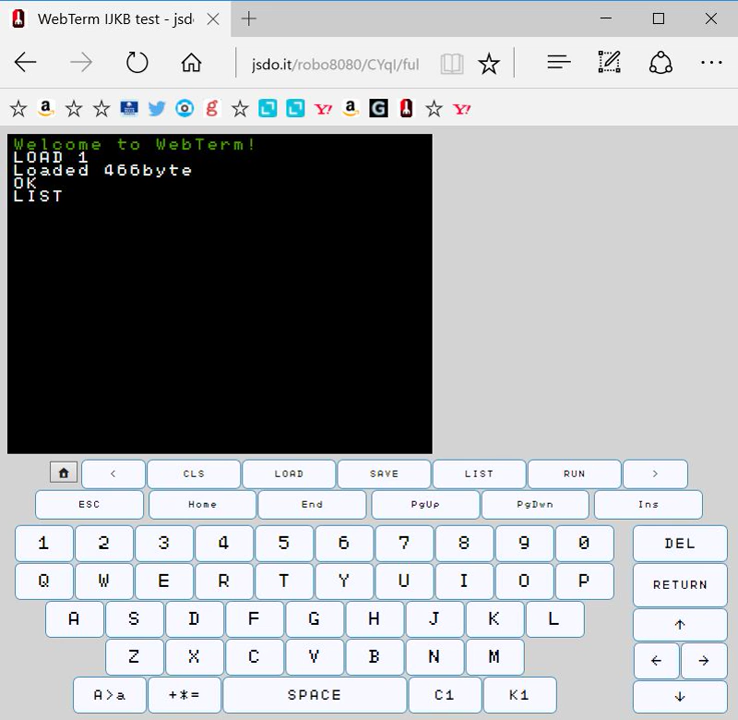 WebTerm IJKB test - jsd
jsdo.it/robo8080/CYqI/ful
Welcome to WebTerm!
LOAD 1
Loaded 466byte
OK
LIST
< CLS LOAD SAVE LIST RUN >
ESC Home End PgUp PgDwn Ins
1 2 3 4 5 6 7 8 9 0 DEL
Q W E R T Y U I O P RETURN
A S D F G H J K L ↑
Z X C V B N M ← →
A>a +*= SPACE C1 K1 ↓